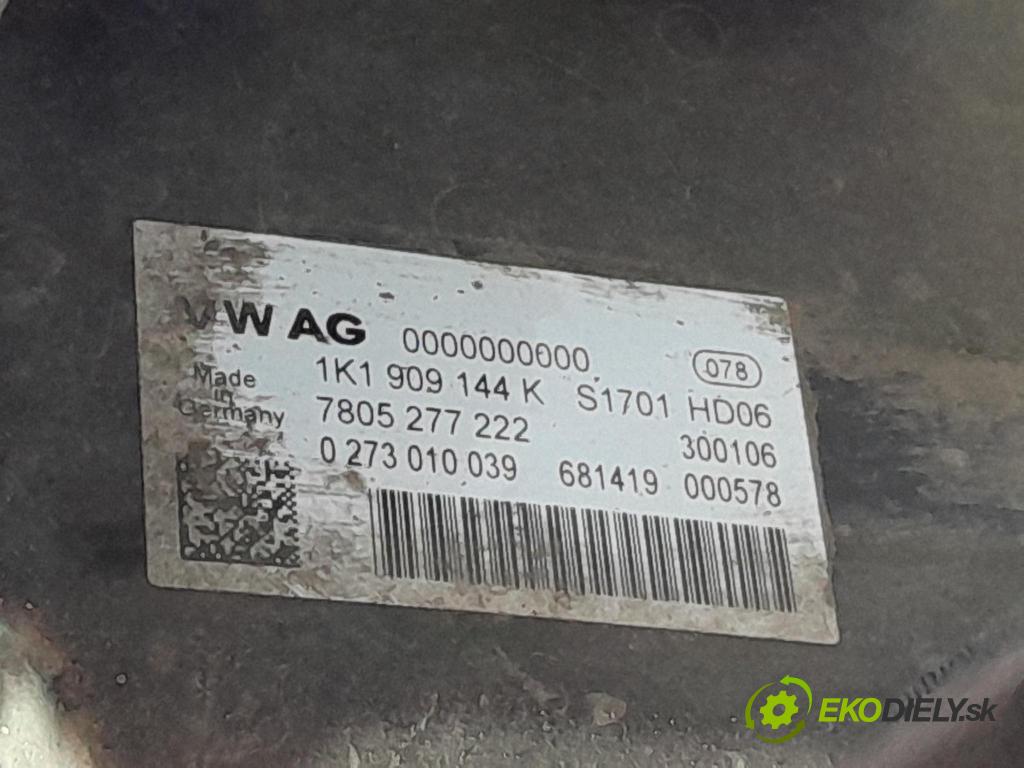 VW AG 0000000000 078
1K1 909 144 K S1701 HD06
Made in Germany
7805 277 222 300106
0 273 010 039 681419 000578
EKODIELY.sk